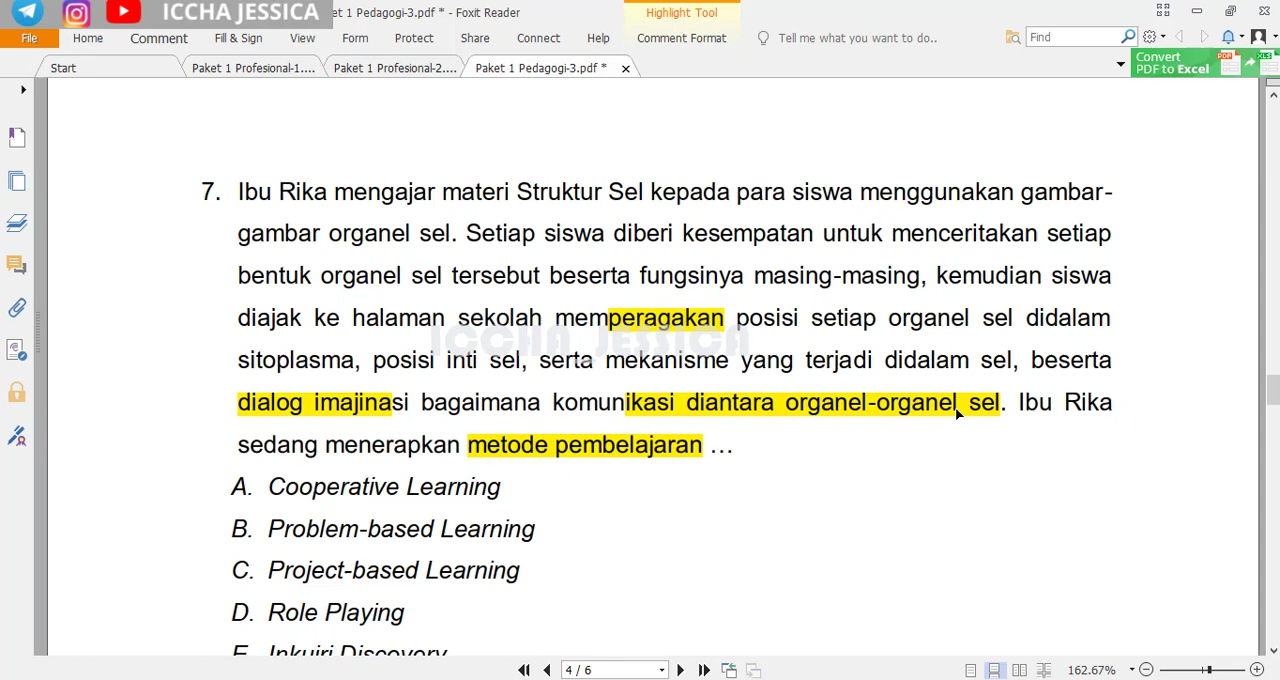 ICCHA JESSICA
et 1 Pedagogi-3.pdf * - Foxit Reader
Highlight Tool
File Home Comment Fill & Sign View Form Protect Share Connect Help Comment Format Tell me what you want to do.. Find
Start Paket 1 Profesional-1.... Paket 1 Profesional-2.... Paket 1 Pedagogi-3.pdf *
Convert
PDF to Excel
7. Ibu Rika mengajar materi Struktur Sel kepada para siswa menggunakan gambar-
gambar organel sel. Setiap siswa diberi kesempatan untuk menceritakan setiap
bentuk organel sel tersebut beserta fungsinya masing-masing, kemudian siswa
diajak ke halaman sekolah memperagakan posisi setiap organel sel didalam
ICCHA_JESSICA
sitoplasma, posisi inti sel, serta mekanisme yang terjadi didalam sel, beserta
dialog imajinasi bagaimana komunikasi diantara organel-organel sel. Ibu Rika
sedang menerapkan metode pembelajaran …
A. Cooperative Learning
B. Problem-based Learning
C. Project-based Learning
D. Role Playing
E. Inkuiri Discovery
4 / 6
162.67%